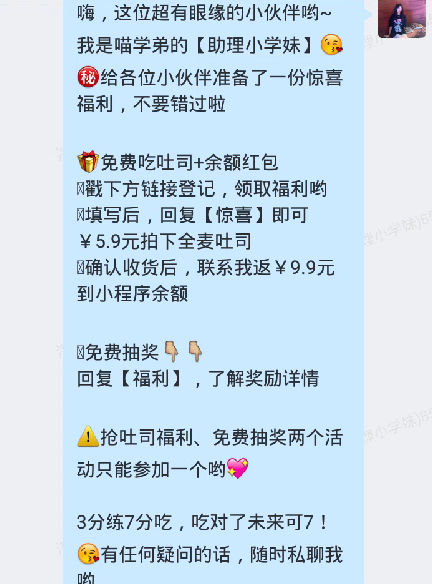 嗨，这位超有眼缘的小伙伴哟~
我是喵学弟的【助理小学妹】😘
㊙️给各位小伙伴准备了一份惊喜
福利，不要错过啦
🎁免费吃吐司+余额红包
戳下方链接登记，领取福利哟
填写后，回复【惊喜】即可
￥5.9元拍下全麦吐司
确认收货后，联系我返￥9.9元
到小程序余额
免费抽奖👇🏼👇🏼
回复【福利】，了解奖励详情
⚠️抢吐司福利、免费抽奖两个活
动只能参加一个哟💖
3分练7分吃，吃对了未来可7！
😘有任何疑问的话，随时私聊我
哟